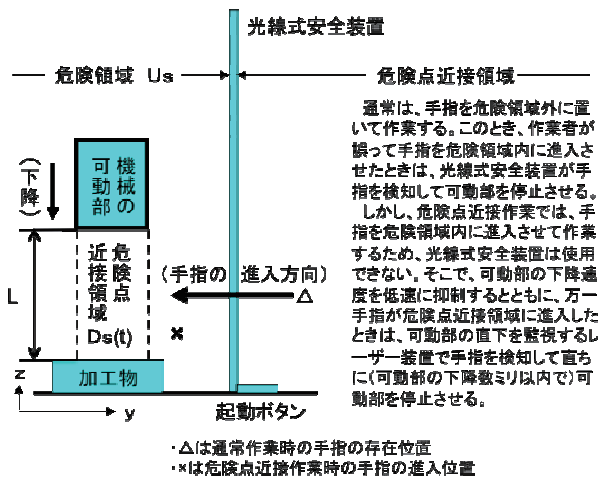 光線式安全装置
危険領域 Us
危険点近接領域
通常は、手指を危険領域外に置
いて作業する。このとき、作業者が
誤って手指を危険領域内に進入さ
せたときは、光線式安全装置が手
指を検知して可動部を停止させる。
しかし、危険点近接作業では、手
指を危険領域内に進入させて作業
するため、光線式安全装置は使用
できない。そこで、可動部の下降速
度を低速に抑制するとともに、万一
手指が危険点近接領域に進入した
ときは、可動部の直下を監視するレ
ーザー装置で手指を検知して直ち
に(可動部の下降数ミリ以内で)可
動部を停止させる。
(下降)
機械の
可動部
L
危険点
近接領域
Ds(t)
(手指の 進入方向)
△
×
加工物
z
y
起動ボタン
・△は通常作業時の手指の存在位置
・×は危険点近接作業時の手指の進入位置